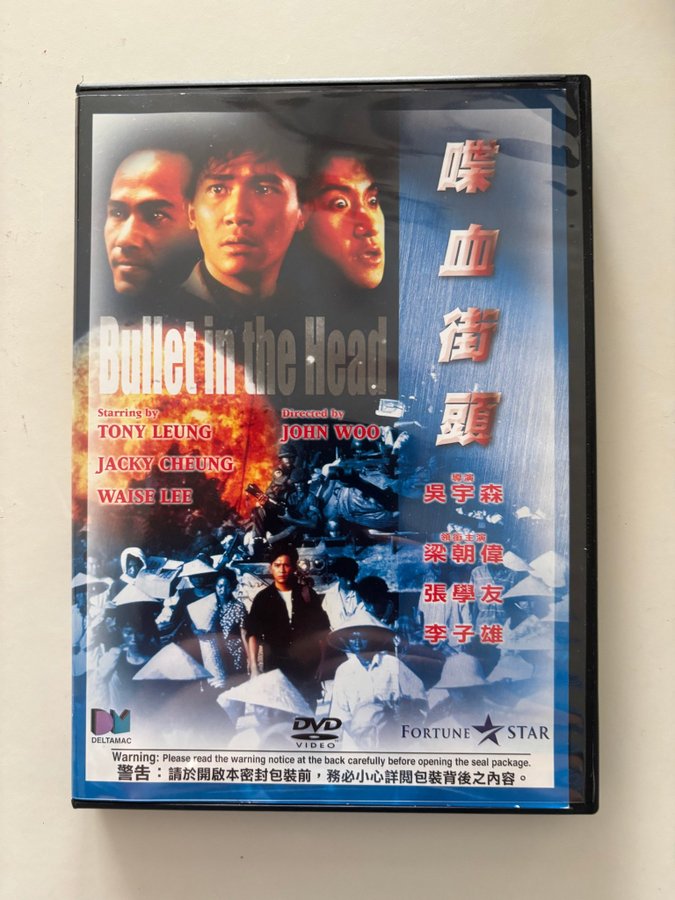 喋血街頭
Bullet in the Head
Starring by
TONY LEUNG
JACKY CHEUNG
WAISE LEE
Directed by
JOHN WOO
導演
吳宇森
領銜主演
梁朝偉
張學友
李子雄
DM
DELTAMAC
DVD
VIDEO
FORTUNE STAR
Warning: Please read the warning notice at the back carefully before opening the seal package.
警告：請於開啟本密封包裝前，務必小心詳閱包裝背後之內容。